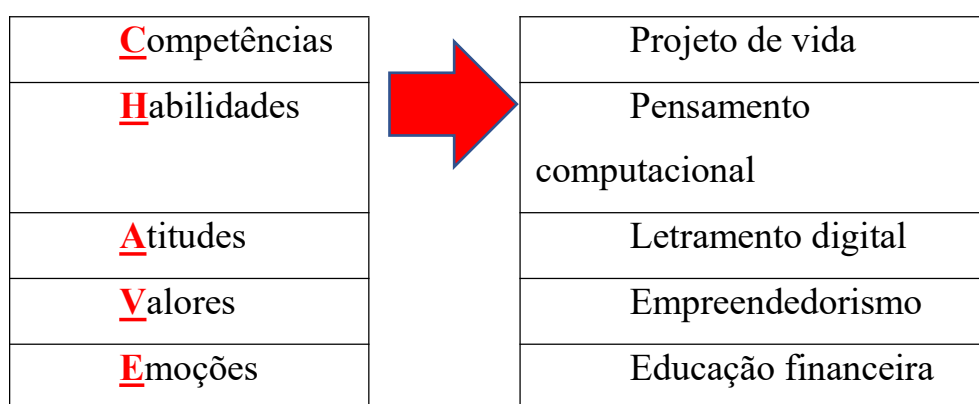 Competências
Habilidades
Atitudes
Valores
Emoções
Projeto de vida
Pensamento
computacional
Letramento digital
Empreendedorismo
Educação financeira